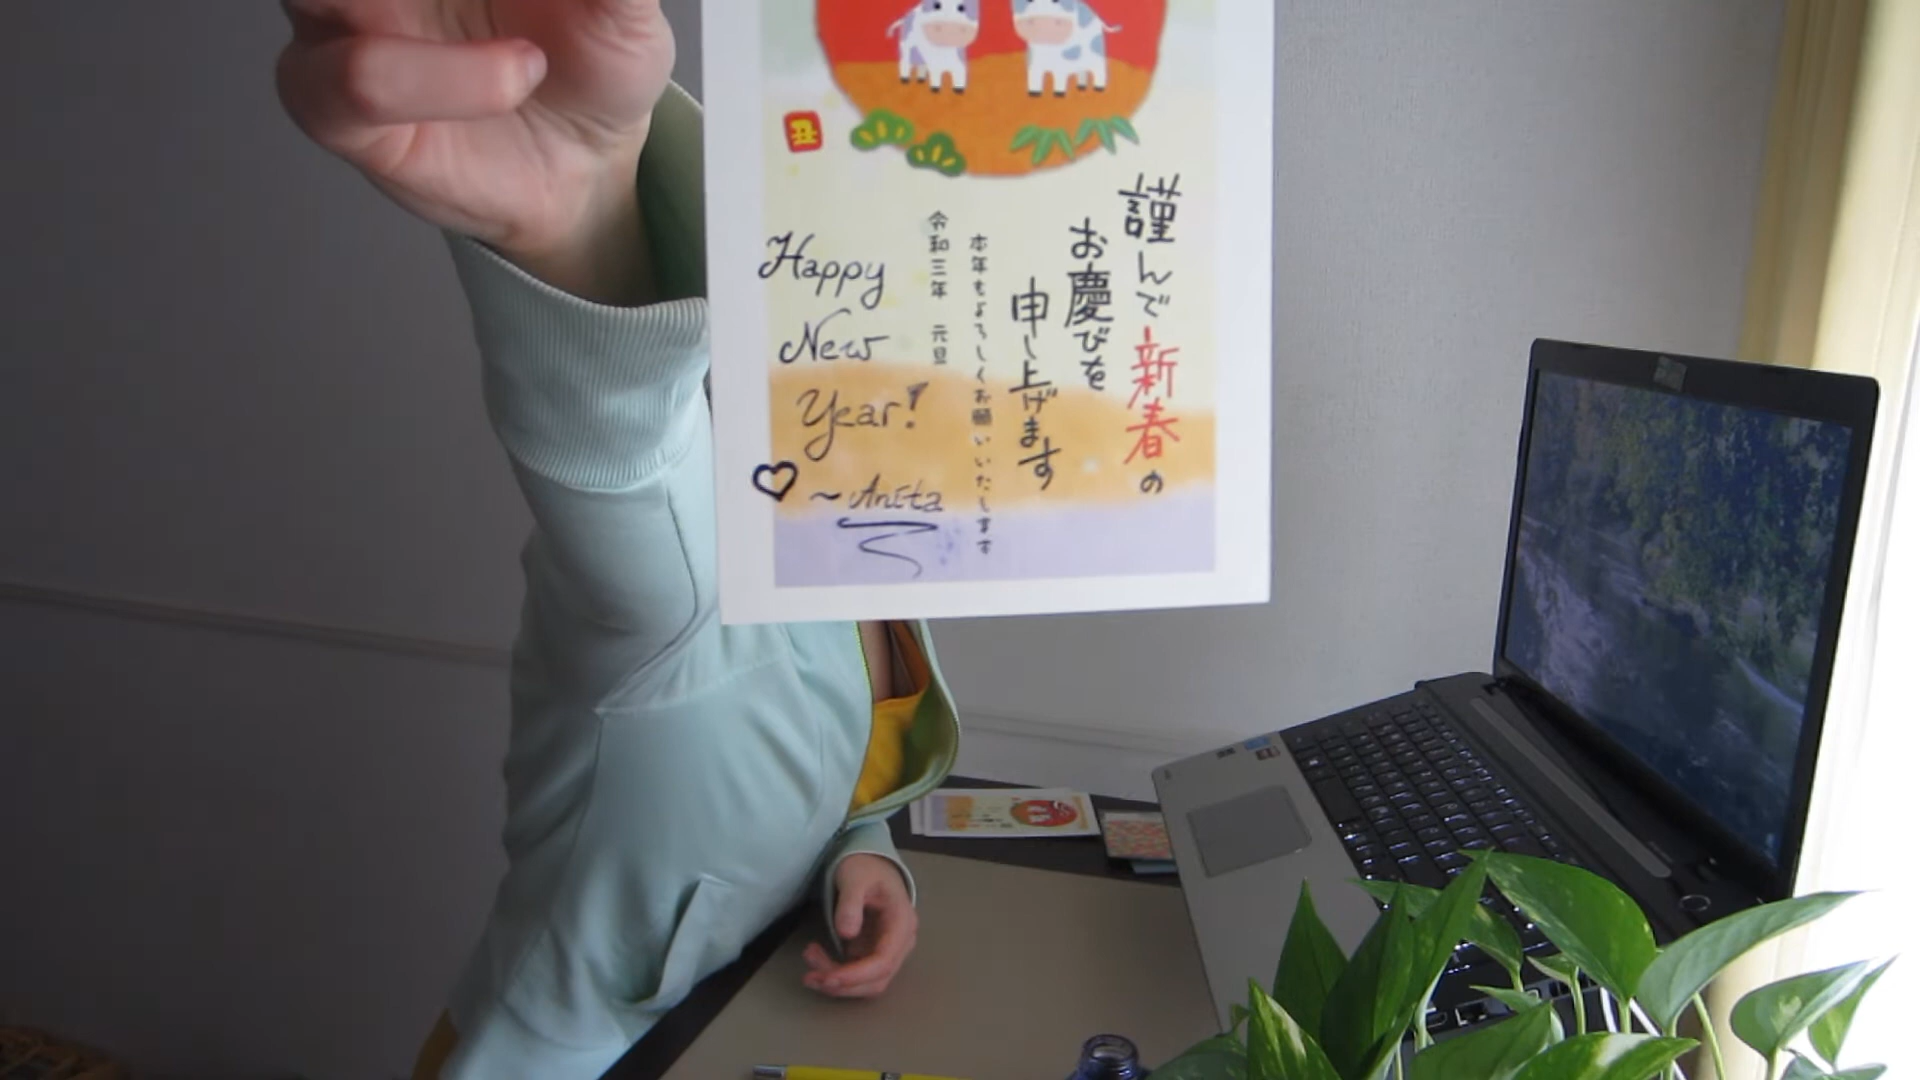 丑
謹んで新春の
お慶びを
申し上げます
本年もよろしくお願いいたします
令和三年 元旦
Happy
New
Year!
~ Anita